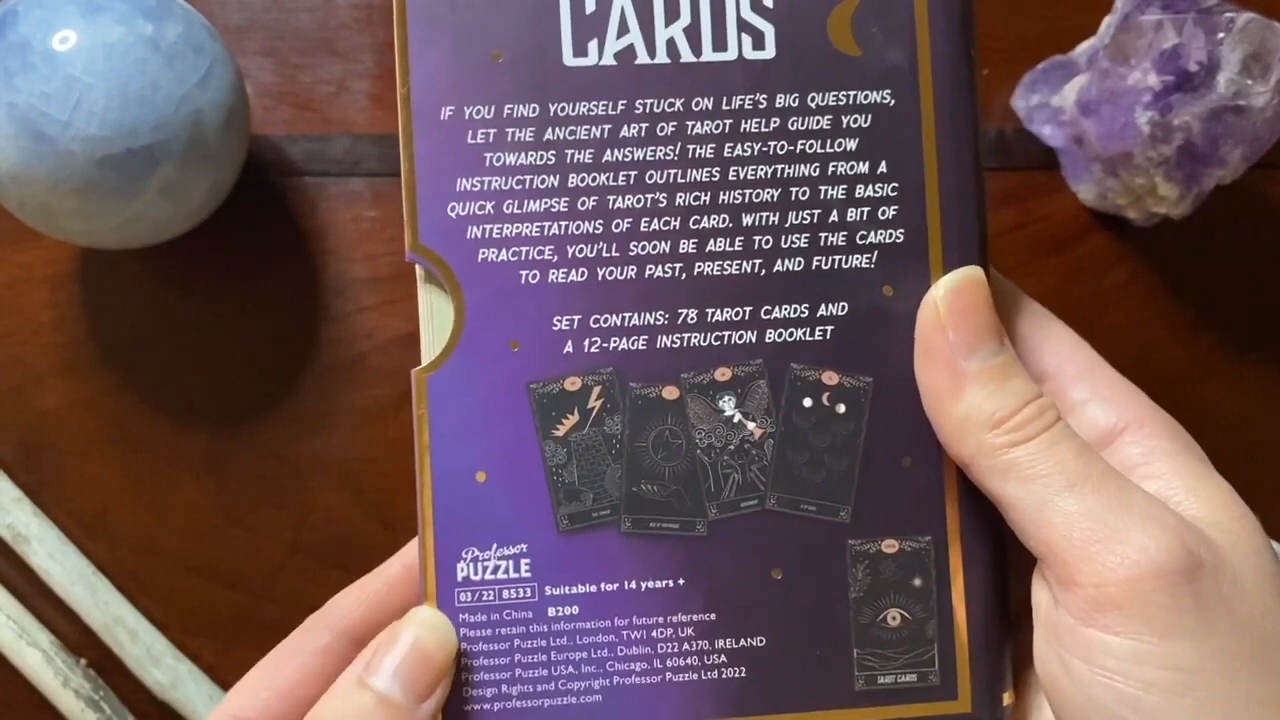 CARDS
IF YOU FIND YOURSELF STUCK ON LIFE'S BIG QUESTIONS,
LET THE ANCIENT ART OF TAROT HELP GUIDE YOU
TOWARDS THE ANSWERS! THE EASY-TO-FOLLOW
INSTRUCTION BOOKLET OUTLINES EVERYTHING FROM A
QUICK GLIMPSE OF TAROT'S RICH HISTORY TO THE BASIC
INTERPRETATIONS OF EACH CARD. WITH JUST A BIT OF
PRACTICE, YOU'LL SOON BE ABLE TO USE THE CARDS
TO READ YOUR PAST, PRESENT, AND FUTURE!
SET CONTAINS: 78 TAROT CARDS AND
A 12-PAGE INSTRUCTION BOOKLET
Professor
PUZZLE
03/22 8533 Suitable for 14 years +
Made in China B200
Please retain this information for future reference
Professor Puzzle Ltd., London, TW1 4DP, UK
Professor Puzzle Europe Ltd., Dublin, D22 A370, IRELAND
Professor Puzzle USA, Inc., Chicago, IL 60640, USA
Design Rights and Copyright Professor Puzzle Ltd 2022
www.professorpuzzle.com
TAROT CARDS